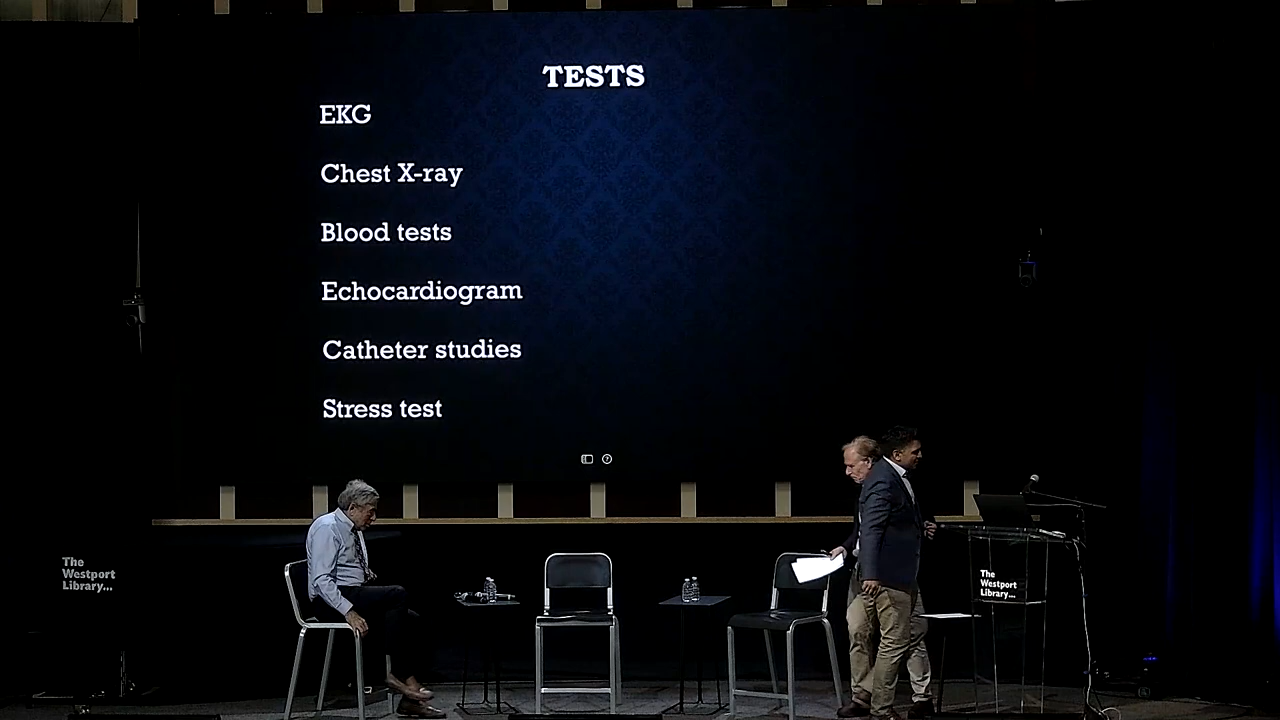 TESTS
EKG
Chest X-ray
Blood tests
Echocardiogram
Catheter studies
Stress test
The
Westport
Library...
The
Westport
Library...